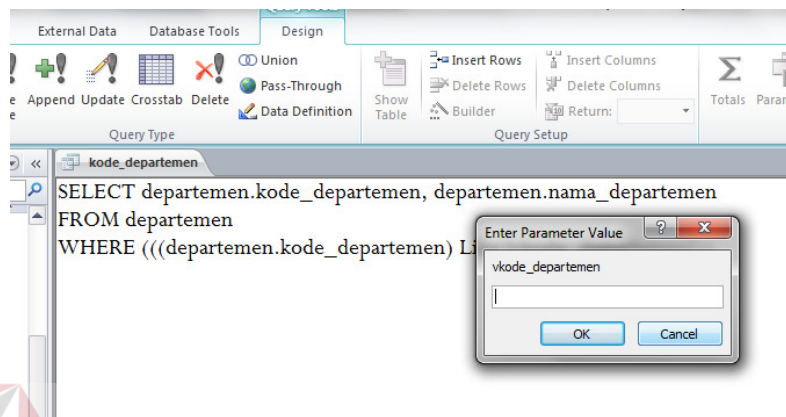 External Data Database Tools Design
Union Insert Rows Insert Columns
Pass-Through Delete Rows Delete Columns
Append Update Crosstab Delete Data Definition Show Table Builder Return: Totals
Query Type Query Setup
kode_departemen
SELECT departemen.kode_departemen, departemen.nama_departemen
FROM departemen
WHERE (((departemen.kode_departemen)
Enter Parameter Value
vkode_departemen
OK Cancel